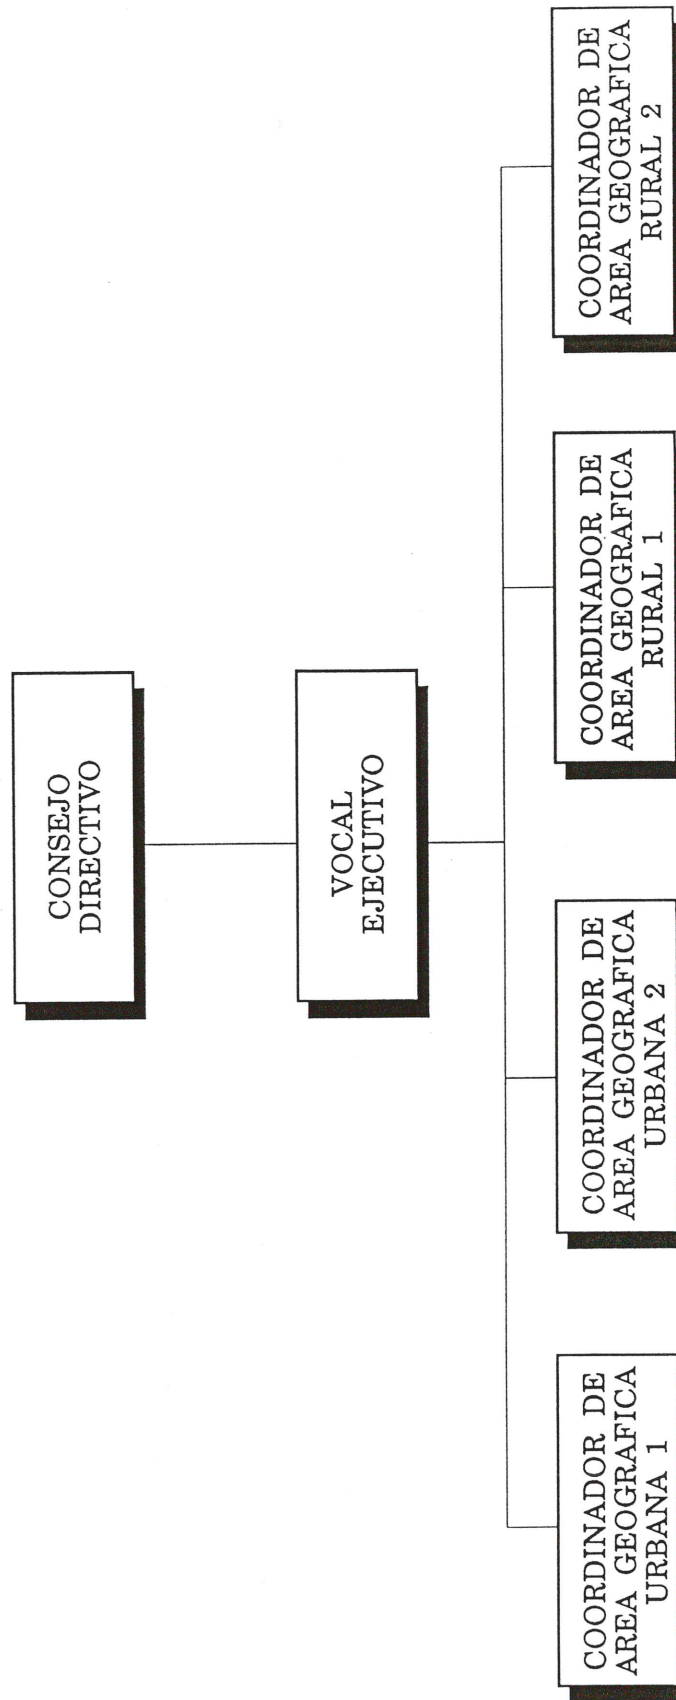 CONSEJO
DIRECTIVO
VOCAL
EJECUTIVO
COORDINADOR DE
AREA GEOGRAFICA
URBANA 1
COORDINADOR DE
AREA GEOGRAFICA
URBANA 2
COORDINADOR DE
AREA GEOGRAFICA
RURAL 1
COORDINADOR DE
AREA GEOGRAFICA
RURAL 2